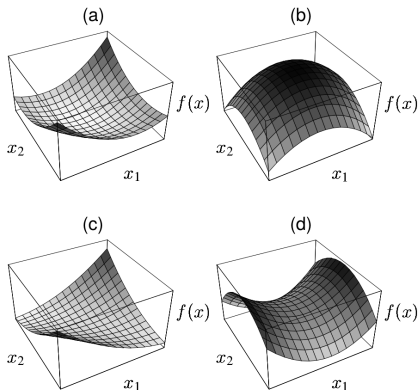 (a)
(b)
f(x)
f(x)
x₂
x₁
x₂
x₁
(c)
(d)
f(x)
f(x)
x₂
x₁
x₂
x₁